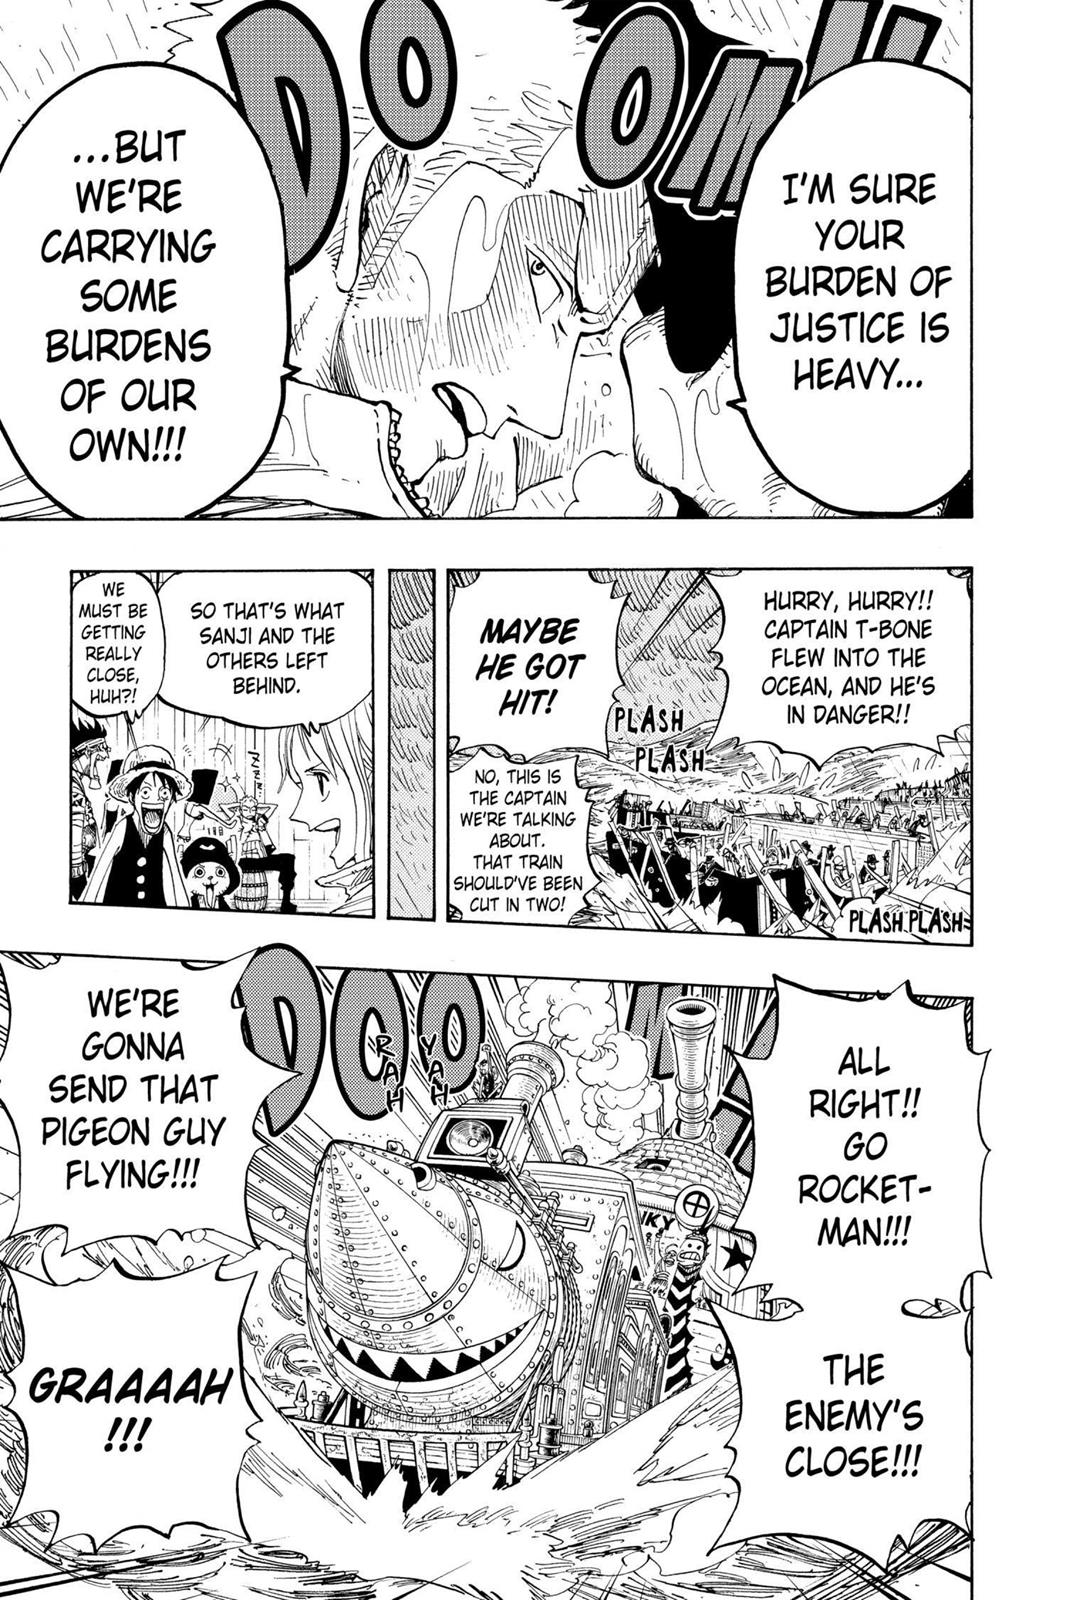 DOOM!!
I'M SURE
YOUR
BURDEN OF
JUSTICE IS
HEAVY...
...BUT
WE'RE
CARRYING
SOME
BURDENS
OF OUR
OWN!!!
HURRY, HURRY!!
CAPTAIN T-BONE
FLEW INTO THE
OCEAN, AND HE'S
IN DANGER!!
MAYBE
HE GOT
HIT!
PLASH
PLASH
NO, THIS IS
THE CAPTAIN
WE'RE TALKING
ABOUT.
THAT TRAIN
SHOULD'VE BEEN
CUT IN TWO!
PLASH PLASH
SO THAT'S WHAT
SANJI AND THE
OTHERS LEFT
BEHIND.
WE
MUST BE
GETTING
REALLY
CLOSE,
HUH?!
ALL
RIGHT!!
GO
ROCKET-
MAN!!!
THE
ENEMY'S
CLOSE!!!
DOO
YAH
RAH
NKY
WE'RE
GONNA
SEND THAT
PIGEON GUY
FLYING!!!
GRAAAAH
!!!